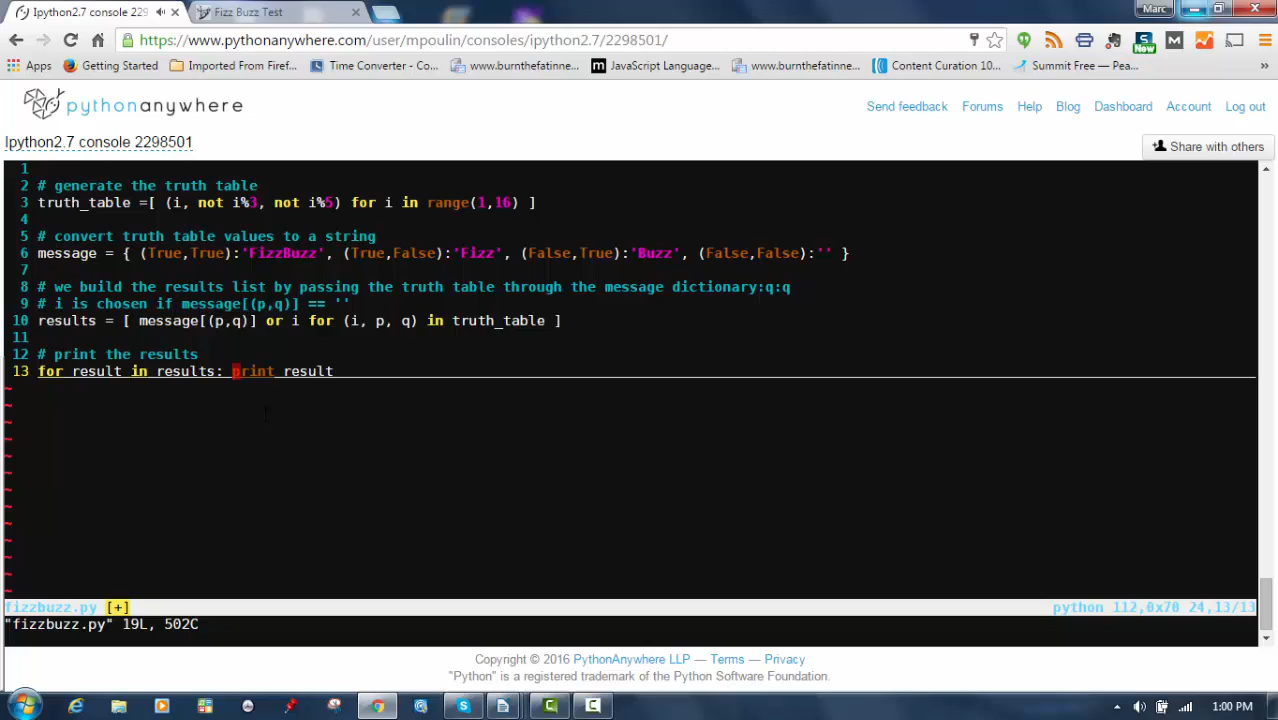 Ipython2.7 console 2298501
Fizz Buzz Test
Marc
https://www.pythonanywhere.com/user/mpoulin/consoles/ipython2.7/2298501/
New
Apps Getting Started Imported From Firef... Time Converter - Co... www.burnthefatinne... JavaScript Language... www.burnthefatinne... Content Curation 10... Summit Free — Pea... »
pythonanywhere
Send feedback Forums Help Blog Dashboard Account Log out
Ipython2.7 console 2298501
Share with others
1
2 # generate the truth table
3 truth_table =[ (i, not i%3, not i%5) for i in range(1,16) ]
4
5 # convert truth table values to a string
6 message = { (True,True):'FizzBuzz', (True,False):'Fizz', (False,True):'Buzz', (False,False):'' }
7
8 # we build the results list by passing the truth table through the message dictionary:q:q
9 # i is chosen if message[(p,q)] == ''
10 results = [ message[(p,q)] or i for (i, p, q) in truth_table ]
11
12 # print the results
13 for result in results: print result
~
~
~
~
~
~
~
~
~
~
~
~
~
fizzbuzz.py [+] python 112,0x70 24,13/13
"fizzbuzz.py" 19L, 502C
Copyright © 2016 PythonAnywhere LLP — Terms — Privacy
"Python" is a registered trademark of the Python Software Foundation.
1:00 PM